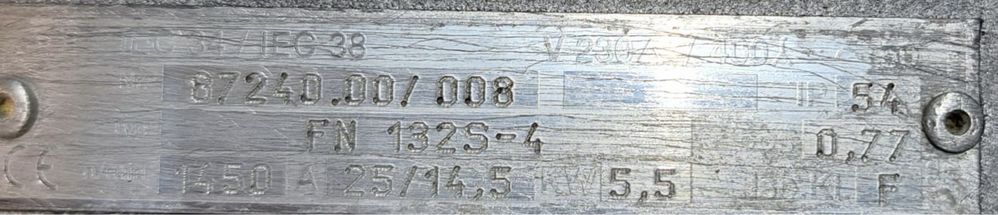 IEC 34 / IEC 38 V 230Δ / 400
87240.00/008 IP 54
FN 132S-4 0,77
CE 1450 A 25/14,5 KW 5,5 F